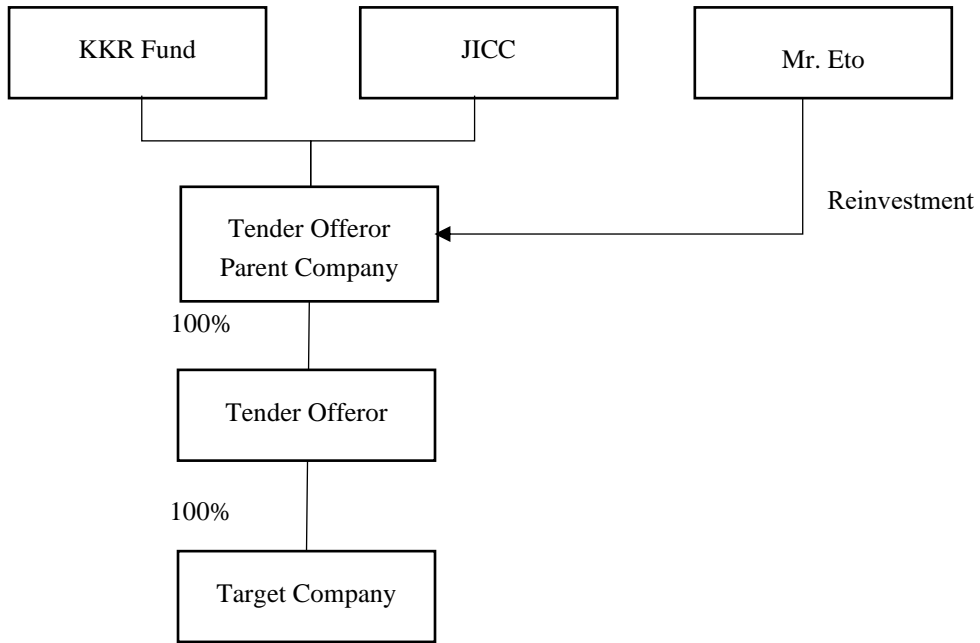 KKR Fund
JICC
Mr. Eto
Reinvestment
Tender Offeror
Parent Company
100%
Tender Offeror
100%
Target Company